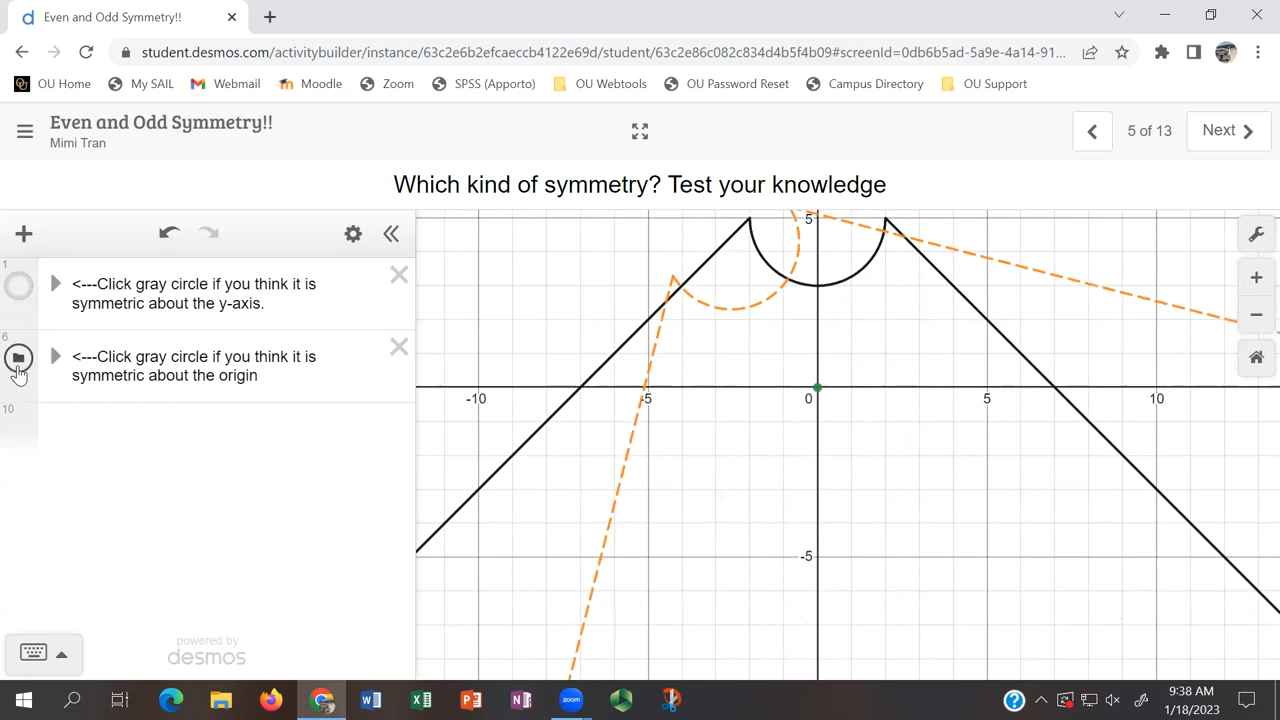 Even and Odd Symmetry!!
student.desmos.com/activitybuilder/instance/63c2e6b2efcaecb4122e69d/student/63c2e86c082c834d4b5f4b09#screenId=0db6b5ad-5a9e-4a14-91...
OU Home My SAIL Webmail Moodle Zoom SPSS (Apporto) OU Webtools OU Password Reset Campus Directory OU Support
Even and Odd Symmetry!!
Mimi Tran
5 of 13
Next
Which kind of symmetry? Test your knowledge
1
<---Click gray circle if you think it is
symmetric about the y-axis.
6
<---Click gray circle if you think it is
symmetric about the origin
10
5
-10 -5 0 5 10
-5
powered by
desmos
9:38 AM
1/18/2023